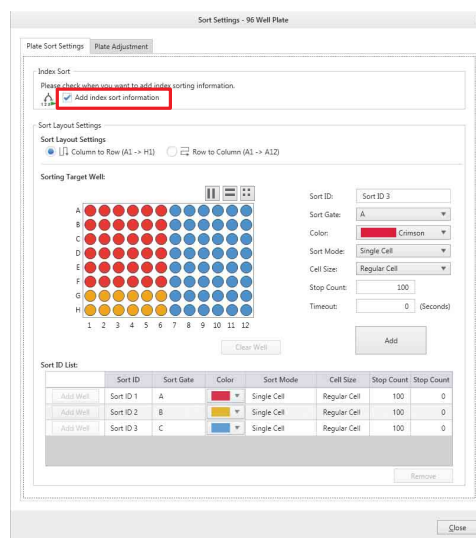 Sort Settings - 96 Well Plate
Plate Sort Settings Plate Adjustment
Index Sort
Please check when you want to add index sorting information.
Add index sort information
Sort Layout Settings
Sort Layout Settings
Column to Row (A1 -> H1) Row to Column (A1 -> A12)
Sorting Target Well:
Sort ID: Sort ID 3
Sort Gate: A
Color: Crimson
Sort Mode: Single Cell
Cell Size: Regular Cell
Stop Count: 100
Timeout: 0 (Seconds)
A
B
C
D
E
F
G
H
1 2 3 4 5 6 7 8 9 10 11 12
Clear Well
Add
Sort ID List:
Sort ID Sort Gate Color Sort Mode Cell Size Stop Count Stop Count
Add Well Sort ID 1 A Single Cell Regular Cell 100 0
Add Well Sort ID 2 B Single Cell Regular Cell 100 0
Add Well Sort ID 3 C Single Cell Regular Cell 100 0
Remove
Close